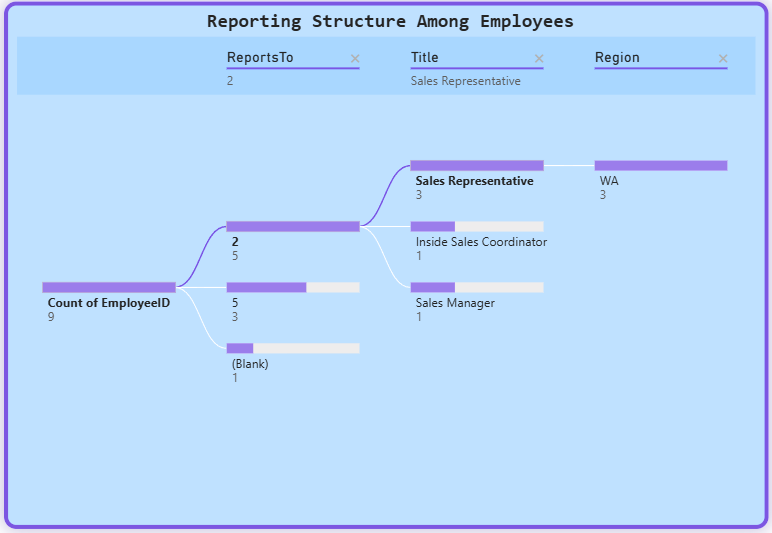 Reporting Structure Among Employees
ReportsTo
2
Title
Sales Representative
Region
Count of EmployeeID
9
2
5
5
3
(Blank)
1
Sales Representative
3
Inside Sales Coordinator
1
Sales Manager
1
WA
3